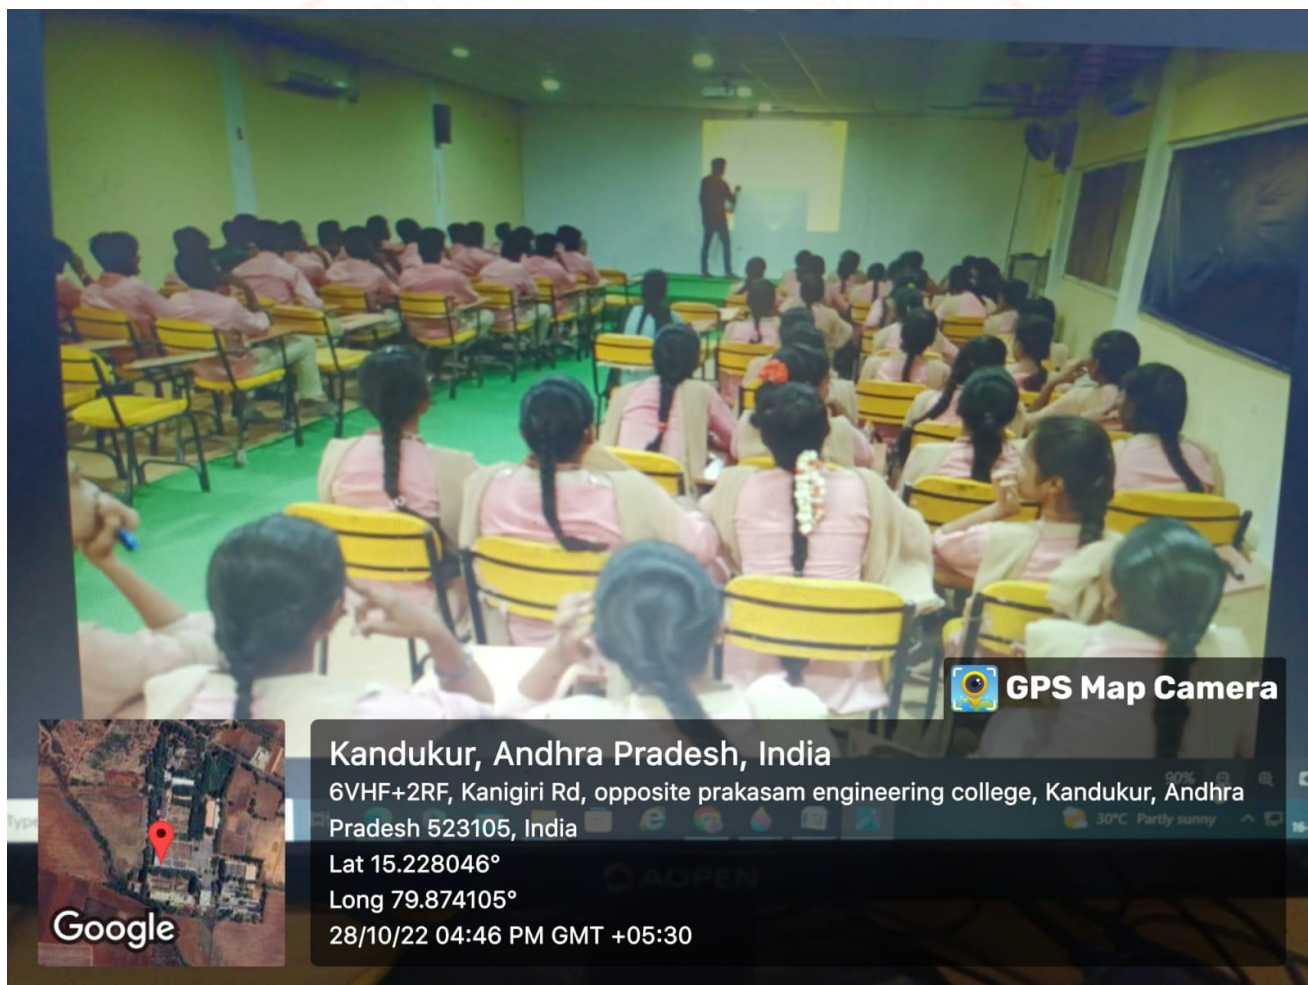 GPS Map Camera
Kandukur, Andhra Pradesh, India
6VHF+2RF, Kanigiri Rd, opposite prakasam engineering college, Kandukur, Andhra
Pradesh 523105, India
Lat 15.228046°
Long 79.874105°
28/10/22 04:46 PM GMT +05:30
Google
90%
30°C Partly sunny
AOPEN